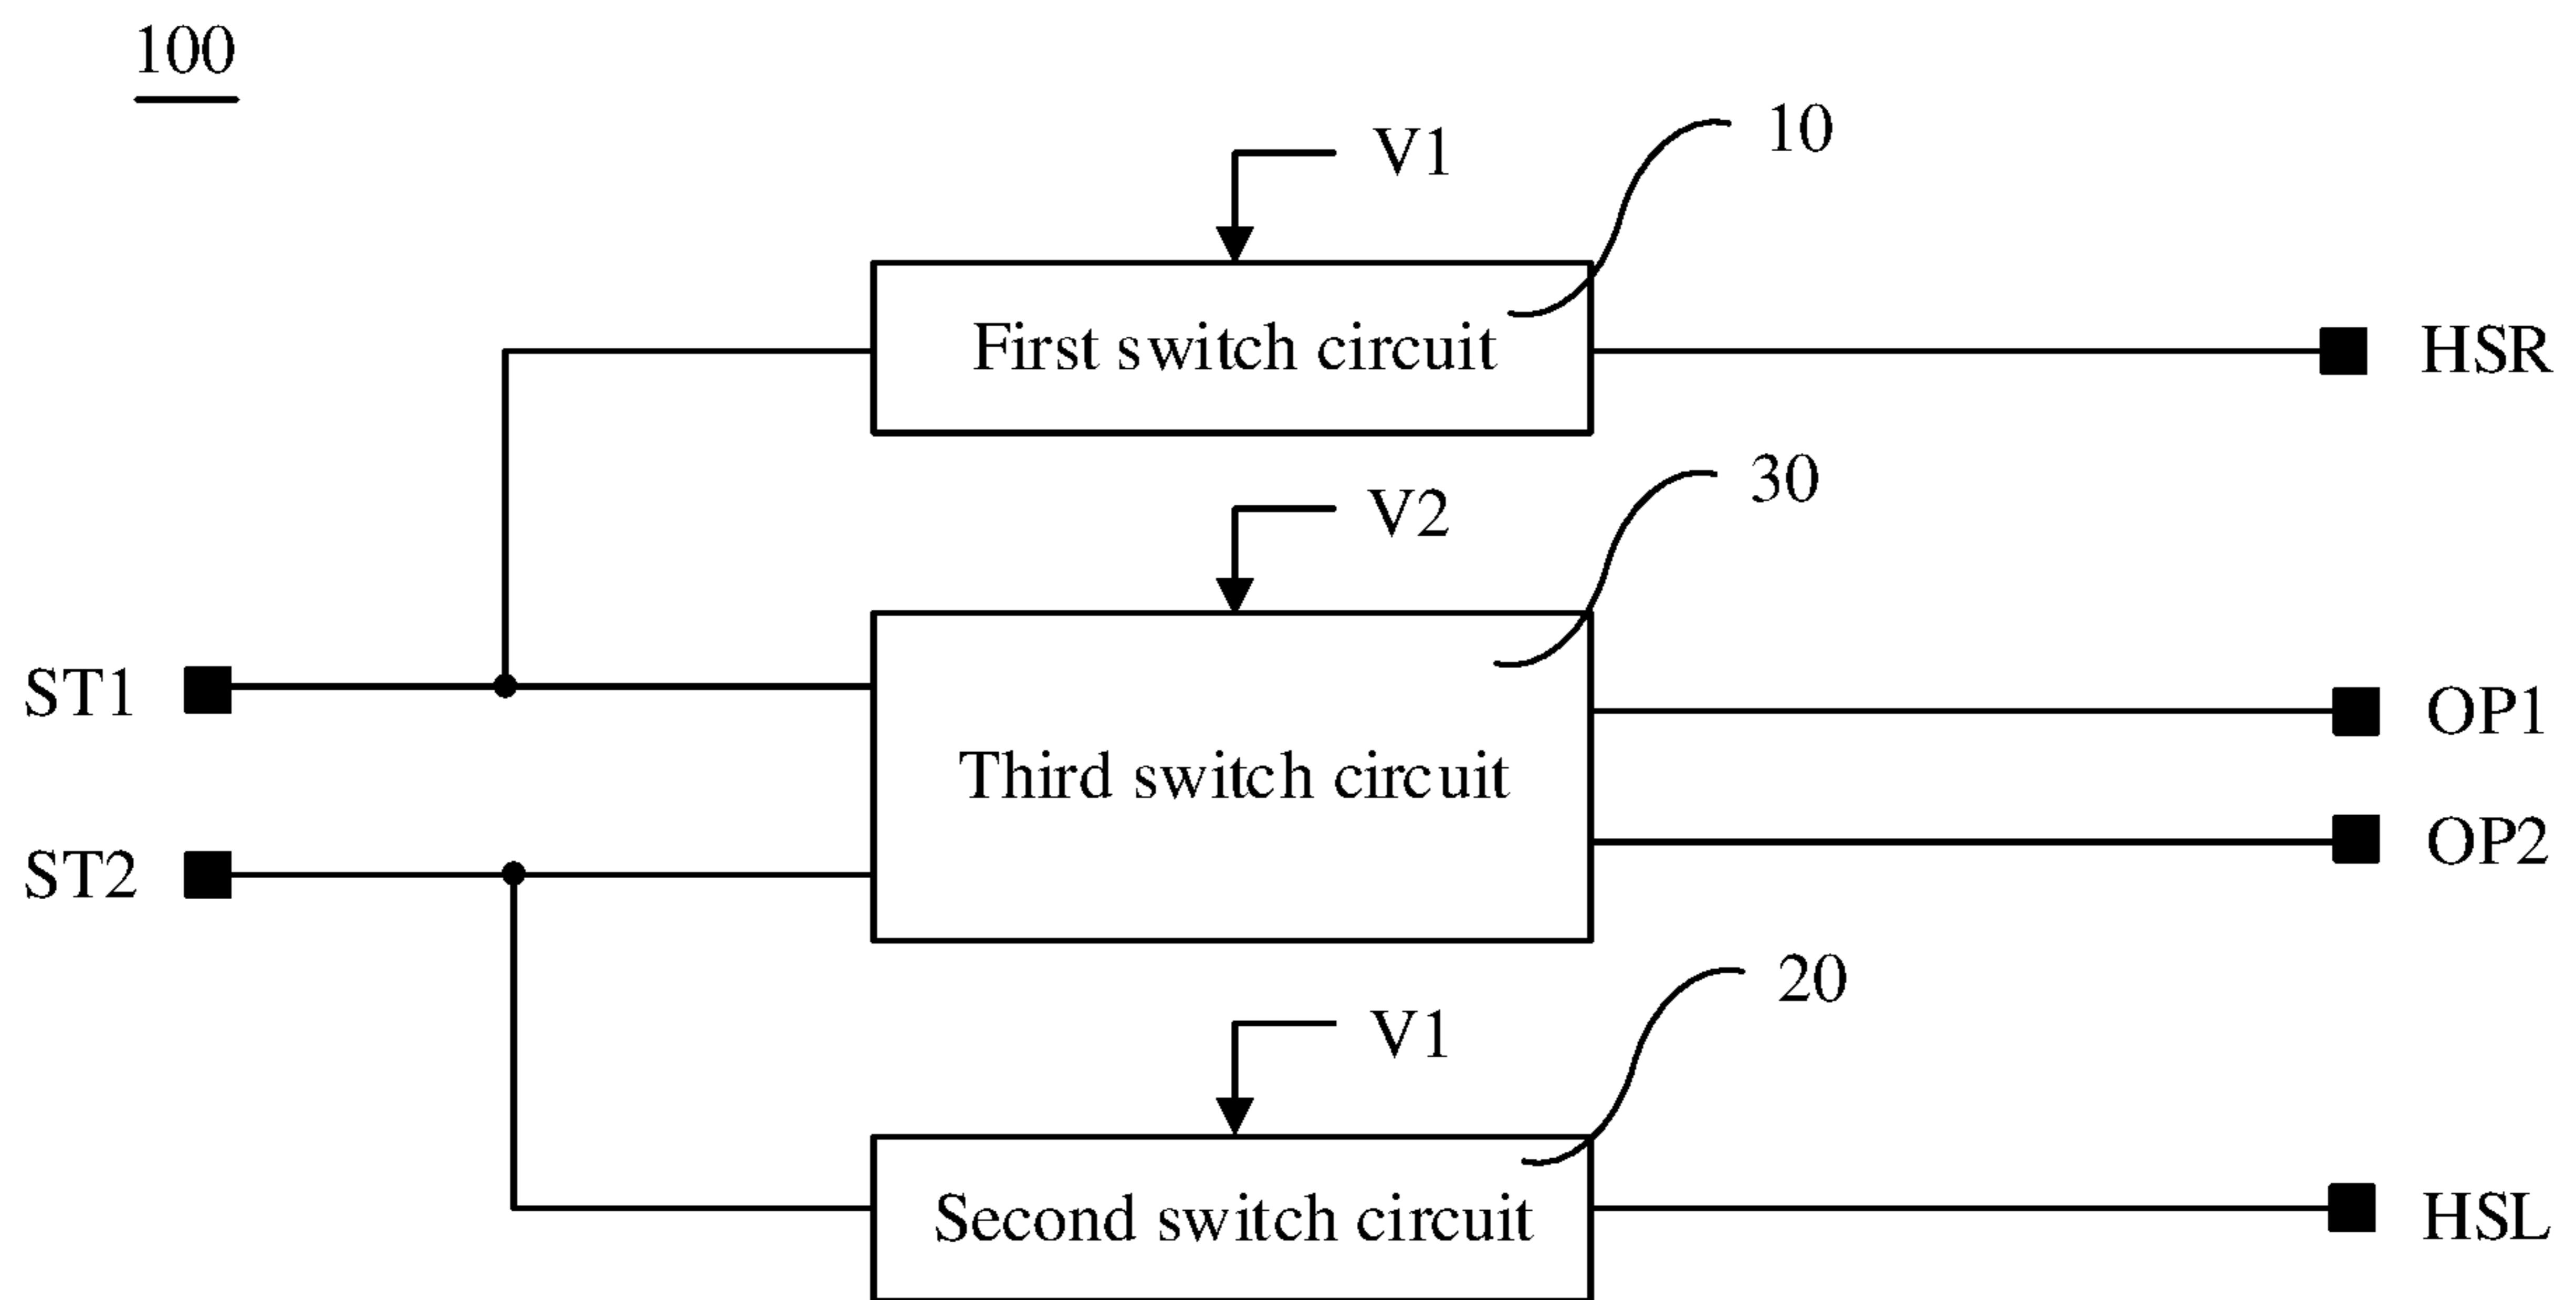 100
V1
10
First switch circuit
HSR
V2
30
ST1
OP1
Third switch circuit
ST2
OP2
V1
20
Second switch circuit
HSL